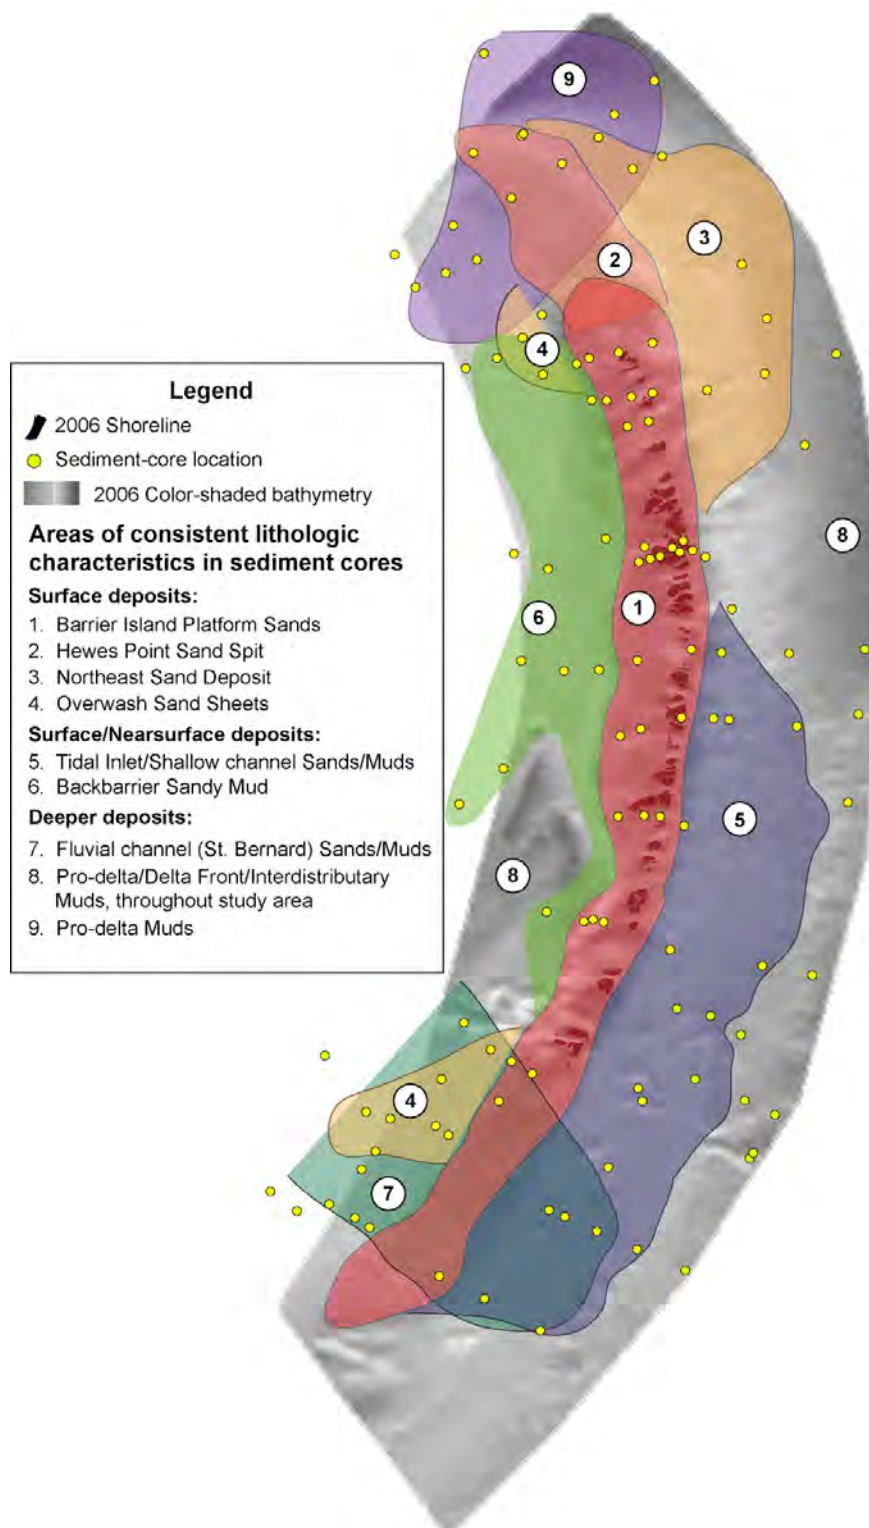 9
3
2
4
Legend
2006 Shoreline
Sediment-core location
2006 Color-shaded bathymetry
Areas of consistent lithologic
characteristics in sediment cores
Surface deposits:
1. Barrier Island Platform Sands
2. Hewes Point Sand Spit
3. Northeast Sand Deposit
4. Overwash Sand Sheets
Surface/Nearsurface deposits:
5. Tidal Inlet/Shallow channel Sands/Muds
6. Backbarrier Sandy Mud
Deeper deposits:
7. Fluvial channel (St. Bernard) Sands/Muds
8. Pro-delta/Delta Front/Interdistributary
Muds, throughout study area
9. Pro-delta Muds
8
1
6
5
8
4
7